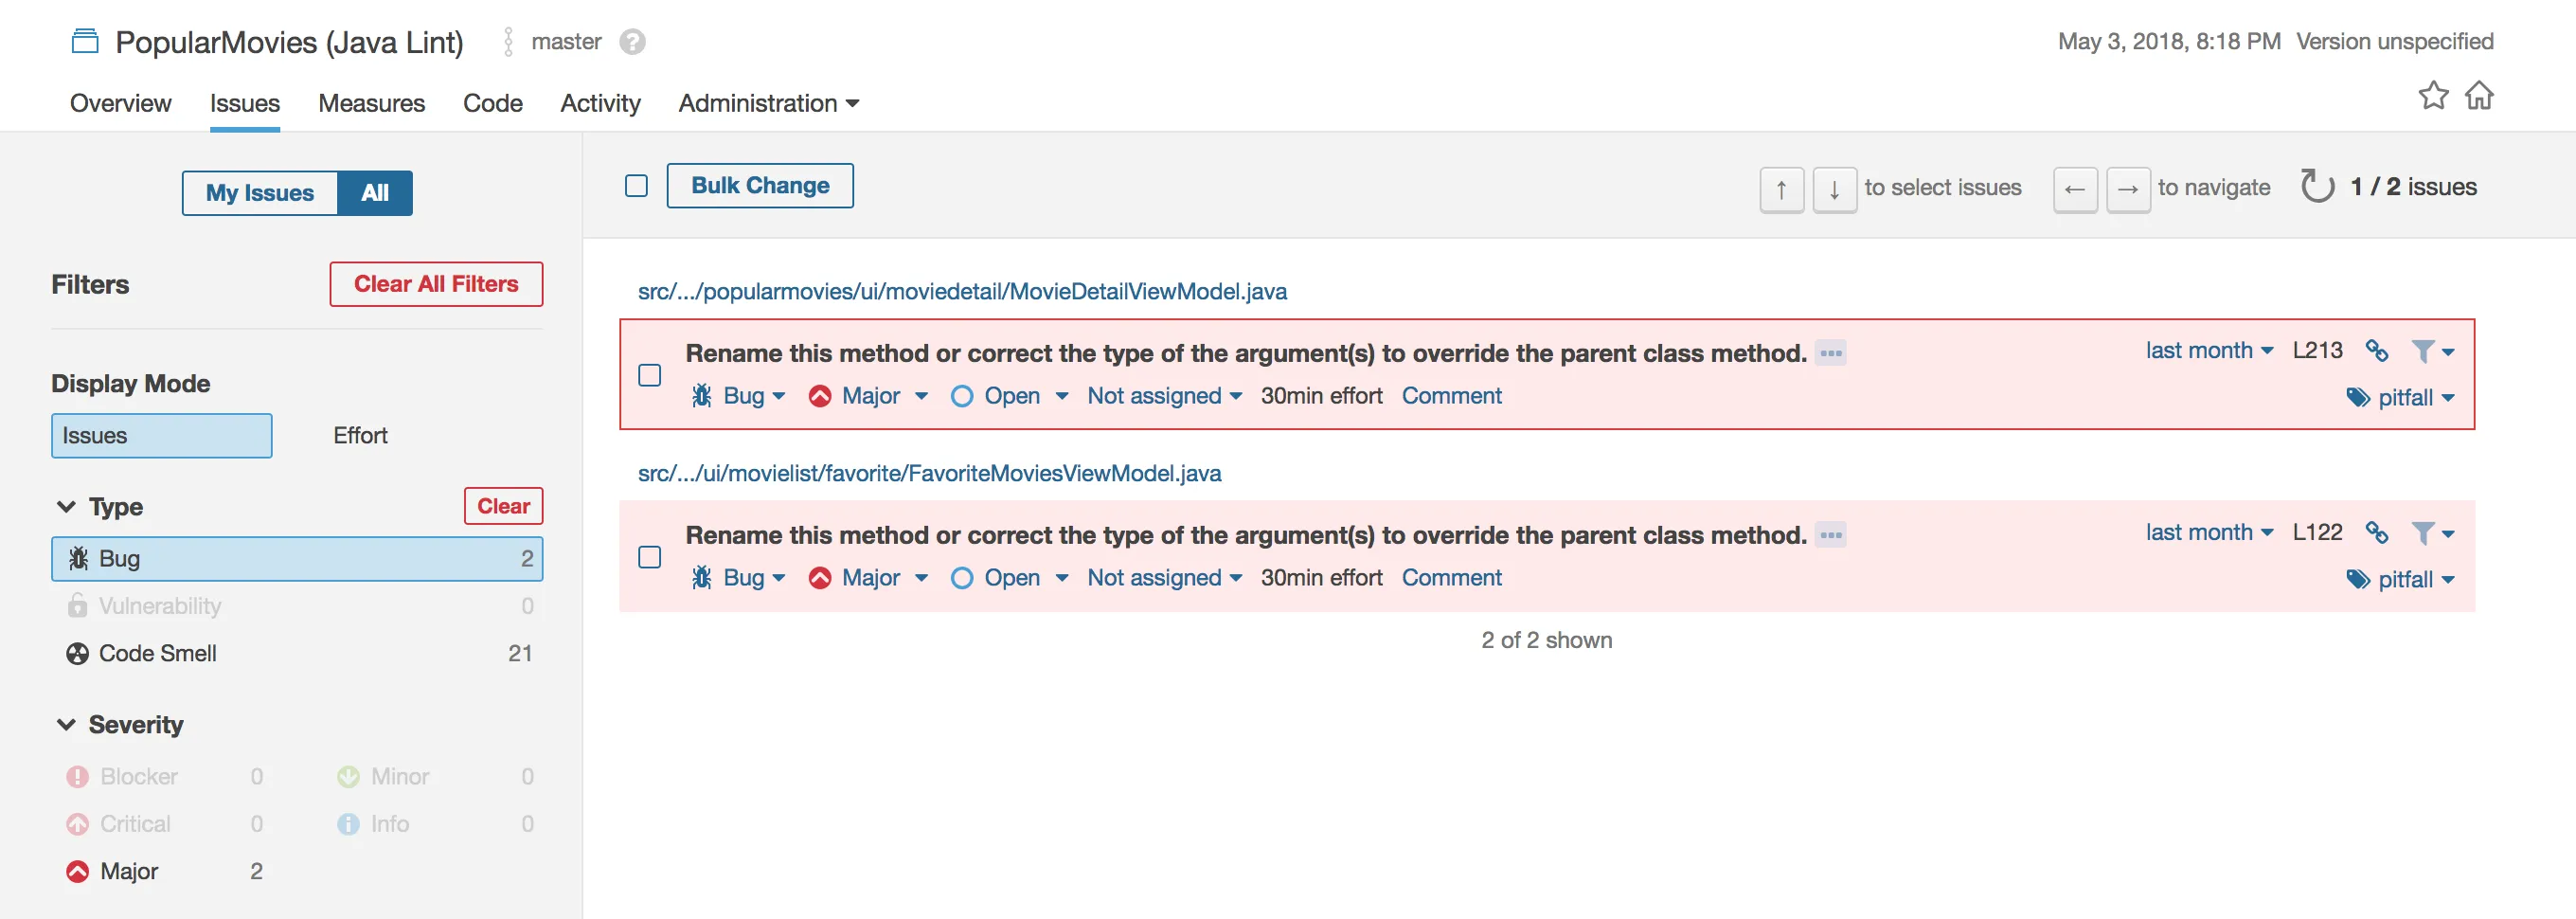 PopularMovies (Java Lint) master ?
May 3, 2018, 8:18 PM Version unspecified
Overview Issues Measures Code Activity Administration
My Issues All
Filters Clear All Filters
Display Mode
Issues Effort
Type Clear
Bug 2
Vulnerability 0
Code Smell 21
Severity
Blocker 0 Minor 0
Critical 0 Info 0
Major 2
Bulk Change
↑ ↓ to select issues ← → to navigate 1 / 2 issues
src/.../popularmovies/ui/moviedetail/MovieDetailViewModel.java
Rename this method or correct the type of the argument(s) to override the parent class method. ... last month L213
Bug Major Open Not assigned 30min effort Comment pitfall
src/.../ui/movielist/favorite/FavoriteMoviesViewModel.java
Rename this method or correct the type of the argument(s) to override the parent class method. ... last month L122
Bug Major Open Not assigned 30min effort Comment pitfall
2 of 2 shown